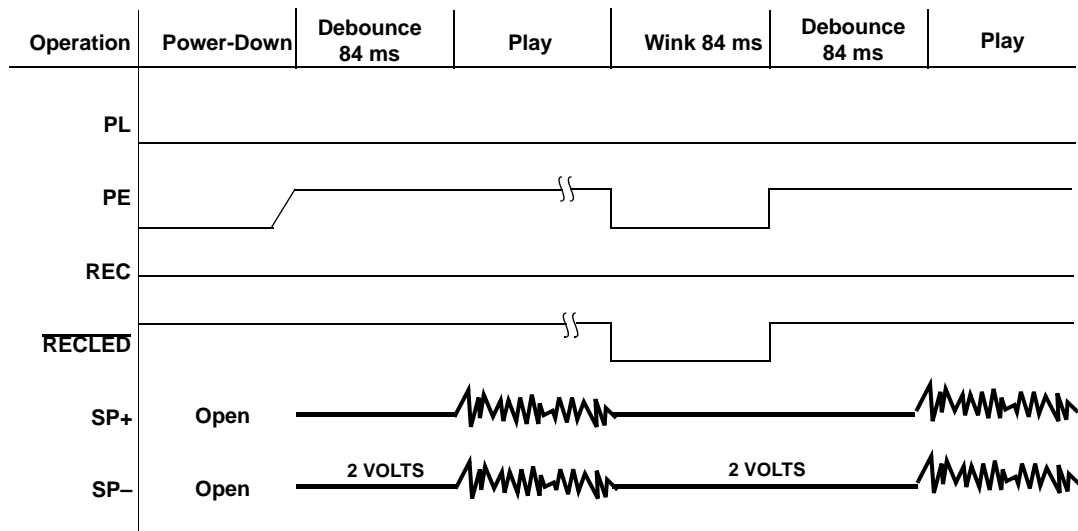 Operation Power-Down Debounce 84 ms Play Wink 84 ms Debounce 84 ms Play
PL
PE
REC
RECLED
SP+ Open
2 VOLTS 2 VOLTS
SP– Open